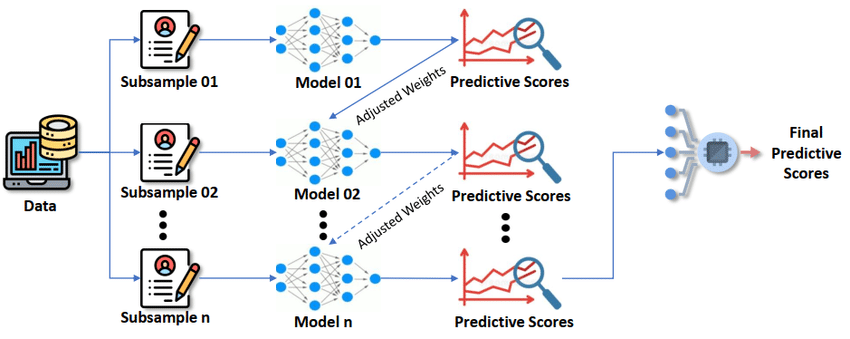 Subsample 01
Model 01
Predictive Scores
Adjusted Weights
Data
Subsample 02
Model 02
Predictive Scores
Adjusted Weights
Subsample n
Model n
Predictive Scores
Final
Predictive
Scores